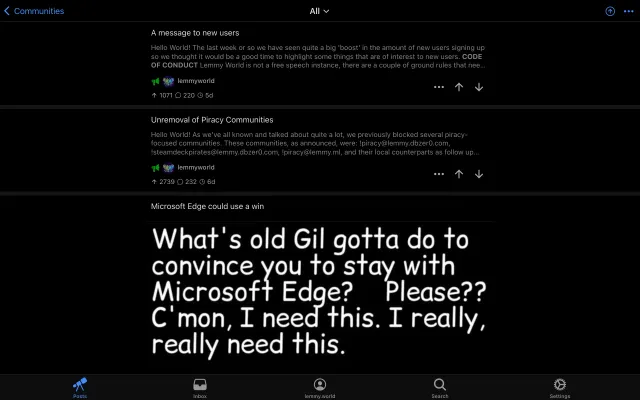 Communities
All
A message to new users
Hello World! The last week or so we have seen quite a big 'boost' in the amount of new users signing up
so we thought it would be a good time to highlight some things that are of interest to new users. CODE
OF CONDUCT Lemmy World is not a free speech instance, there are a couple of ground rules that nee...
lemmyworld
1071 220 5d
Unremoval of Piracy Communities
Hello World! As we've all known and talked about quite a lot, we previously blocked several piracy-
focused communities. These communities, as announced, were: !piracy@lemmy.dbzer0.com,
!steamdeckpirates@lemmy.dbzer0.com, !piracy@lemmy.ml, and their local counterparts as follow up...
lemmyworld
2739 232 6d
Microsoft Edge could use a win
What's old Gil gotta do to
convince you to stay with
Microsoft Edge? Please??
C'mon, I need this. I really,
really need this.
Posts Inbox lemmy.world Search Settings